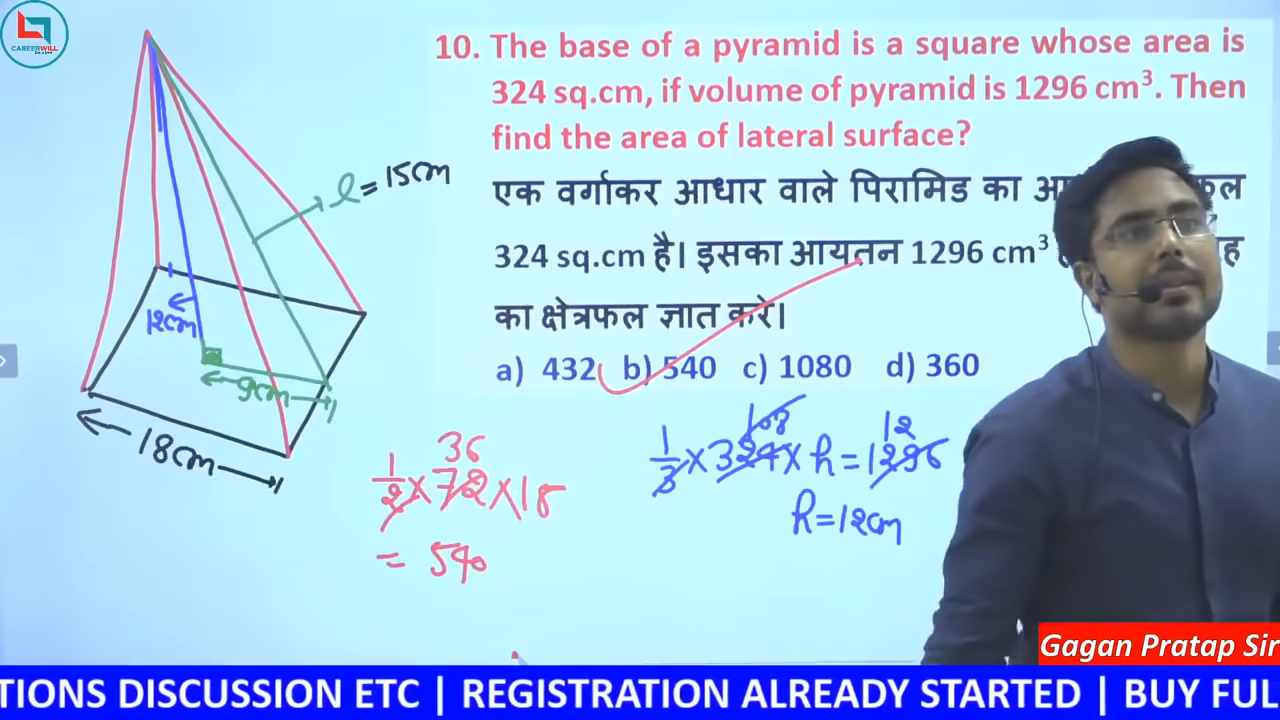 CAREERWILL
10. The base of a pyramid is a square whose area is
324 sq.cm, if volume of pyramid is 1296 cm³. Then
find the area of lateral surface?
एक वर्गाकर आधार वाले पिरामिड का
324 sq.cm है। इसका आयतन 1296 cm³
का क्षेत्रफल ज्ञात करे।
a) 432 b) 540 c) 1080 d) 360
l = 15cm
12cm
9cm
18cm
1/2 × 72 × 15
36
= 540
1/3 × 324 × h = 1296
108 12
h = 12cm
Gagan Pratap Sir
TIONS DISCUSSION ETC | REGISTRATION ALREADY STARTED | BUY FUL